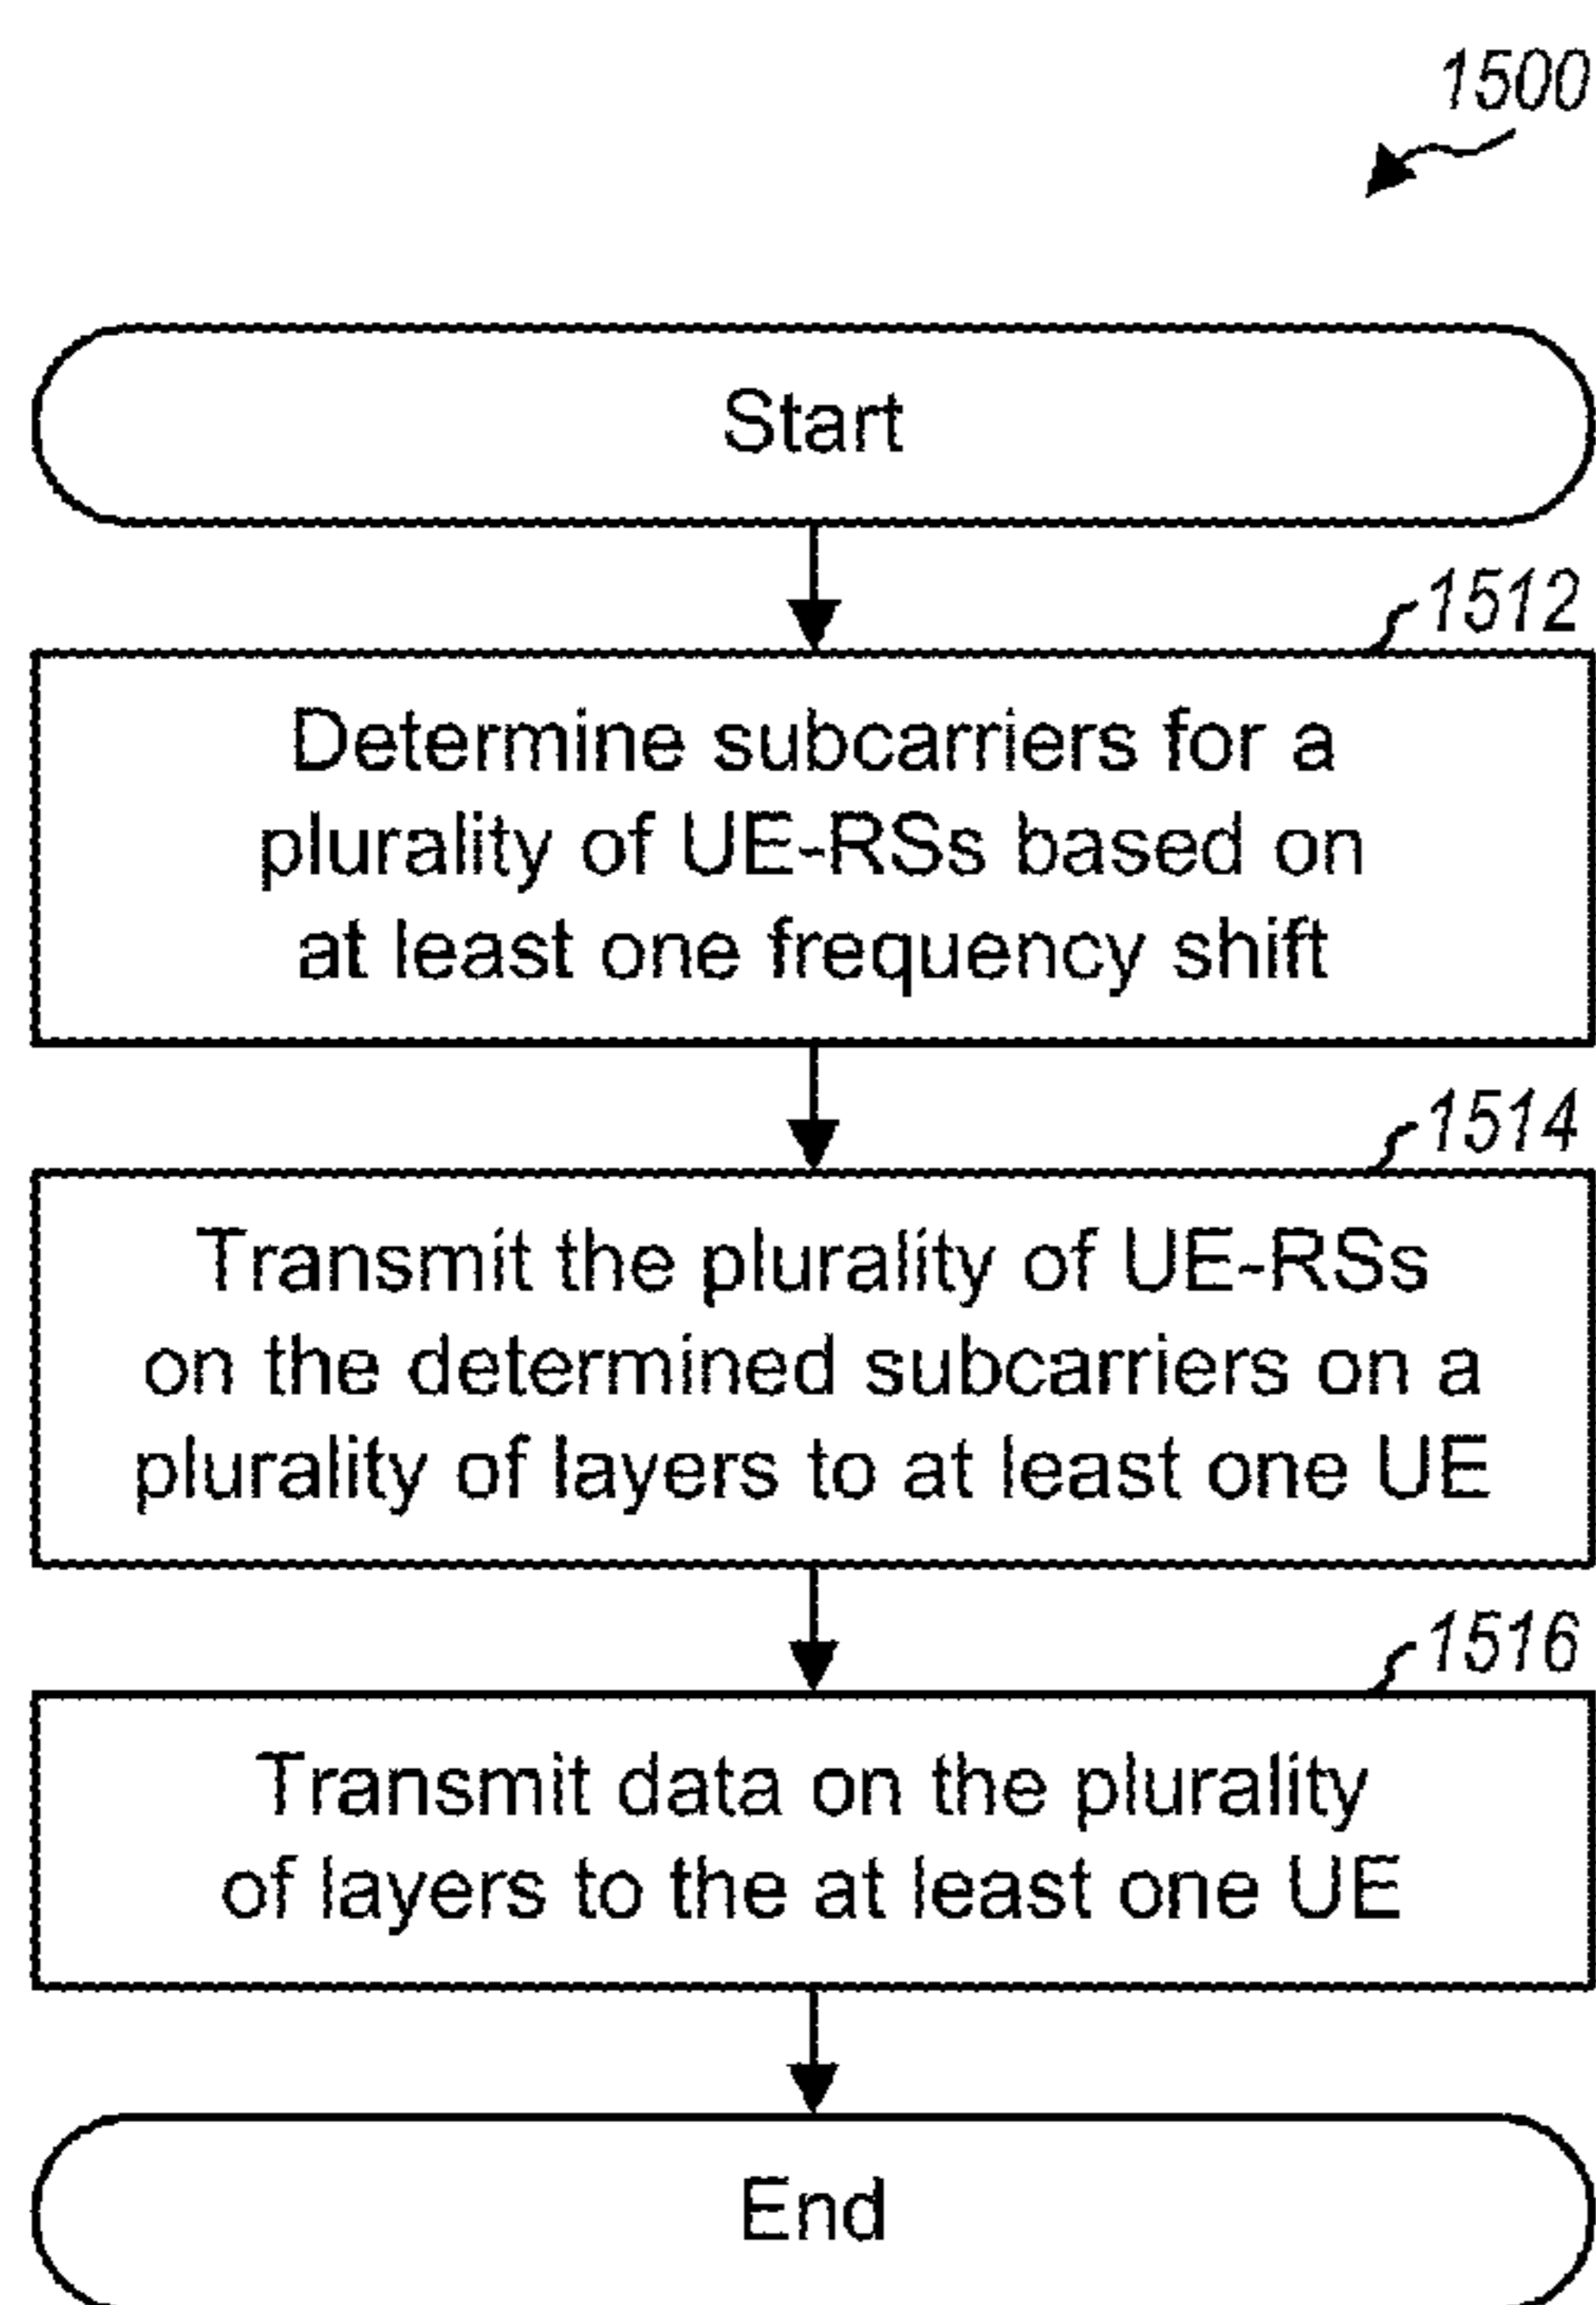 1500
Start
1512
Determine subcarriers for a
plurality of UE-RSs based on
at least one frequency shift
1514
Transmit the plurality of UE-RSs
on the determined subcarriers on a
plurality of layers to at least one UE
1516
Transmit data on the plurality
of layers to the at least one UE
End